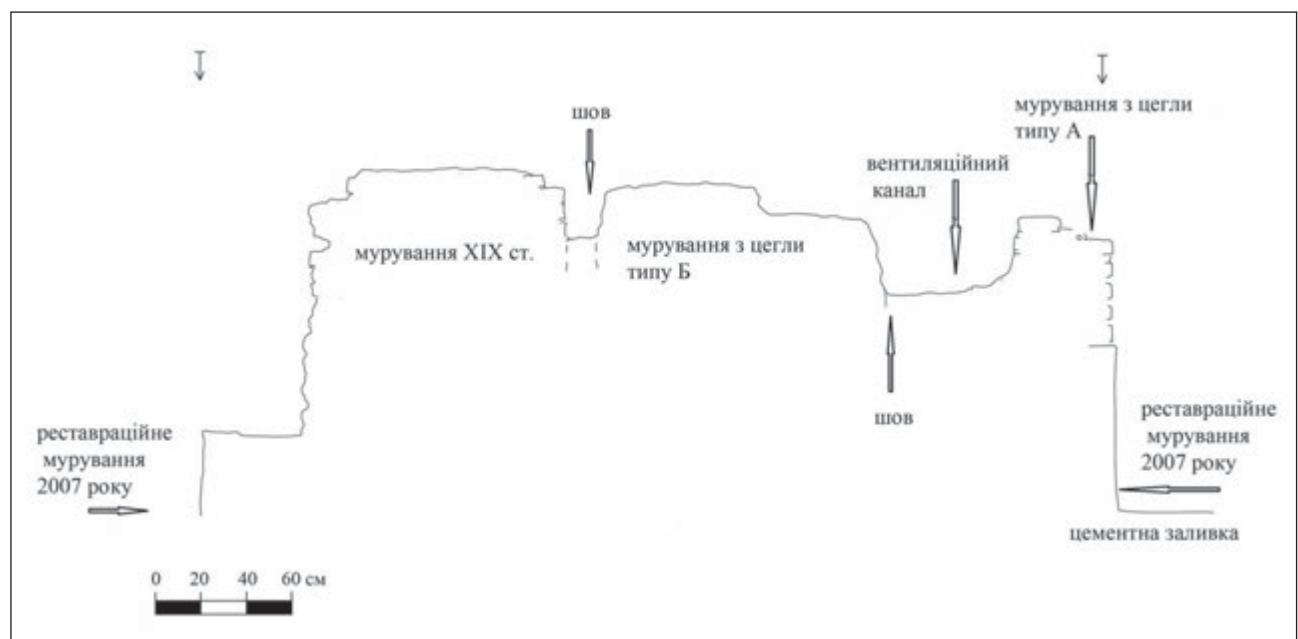 шов
мурування з цегли
типу А
вентиляційний
канал
мурування XIX ст.
мурування з цегли
типу Б
шов
реставраційне
мурування
2007 року
реставраційне
мурування
2007 року
цементна заливка
0 20 40 60 см